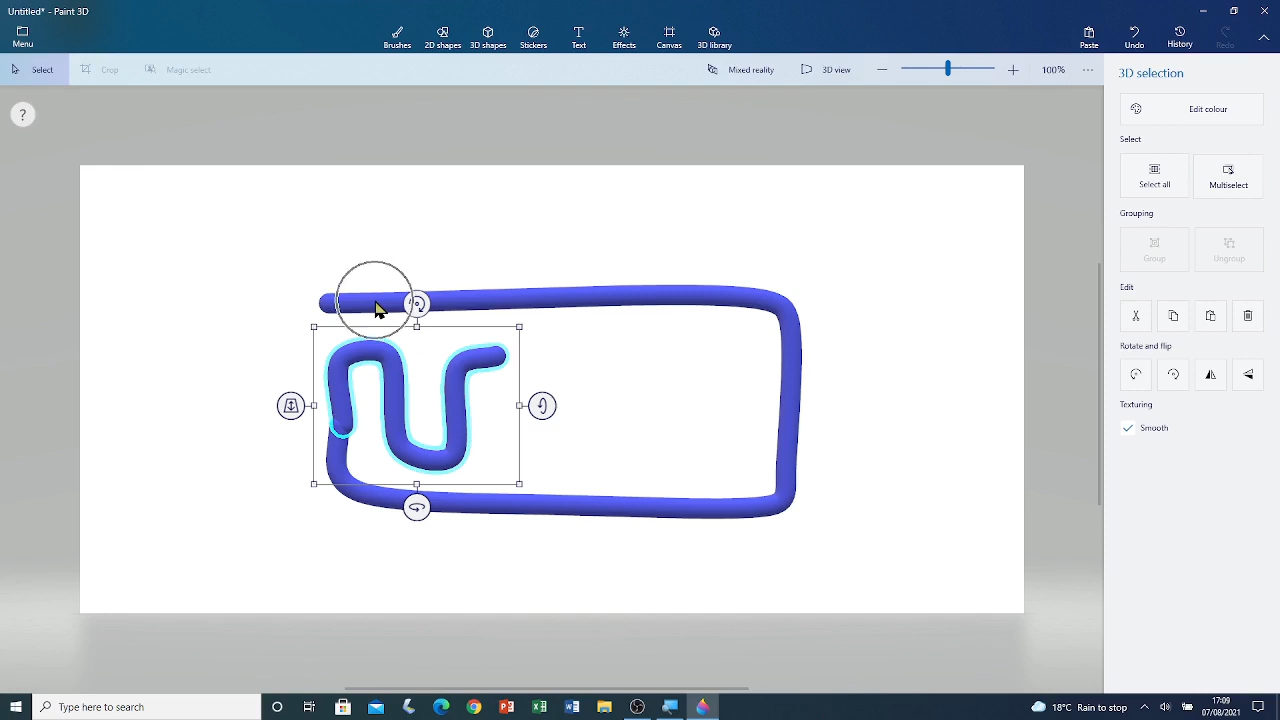 Untitled* - Paint 3D
Menu
Brushes
2D shapes
3D shapes
Stickers
Text
Effects
Canvas
3D library
Paste
Undo
History
Redo
Select
Crop
Magic select
Mixed reality
3D view
100%
3D selection
?
Edit colour
Select
Select all
Multiselect
Grouping
Group
Ungroup
Edit
Rotate and flip
Texturing
Smooth
Type here to search
18°C Rain to stop
17:09
07/08/2021